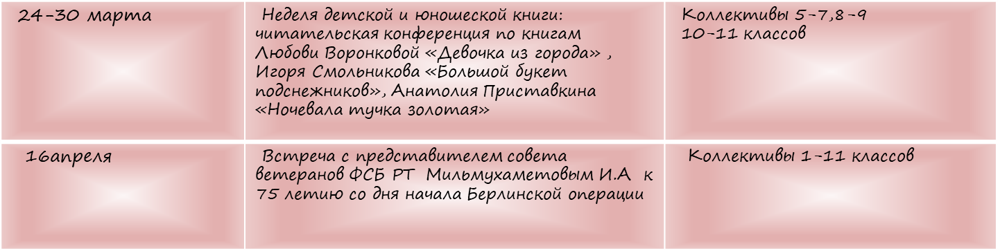 24-30 марта
Неделя детской и юношеской книги:
читательская конференция по книгам
Любови Воронковой «Девочка из города» ,
Игоря Смольникова «Большой букет
подснежников», Анатолия Приставкина
«Ночевала тучка золотая»
Коллективы 5-7,8-9
10-11 классов
16апреля
Встреча с представителем совета
ветеранов ФСБ РТ Мильмухаметовым И.А к
75 летию со дня начала Берлинской операции
Коллективы 1-11 классов